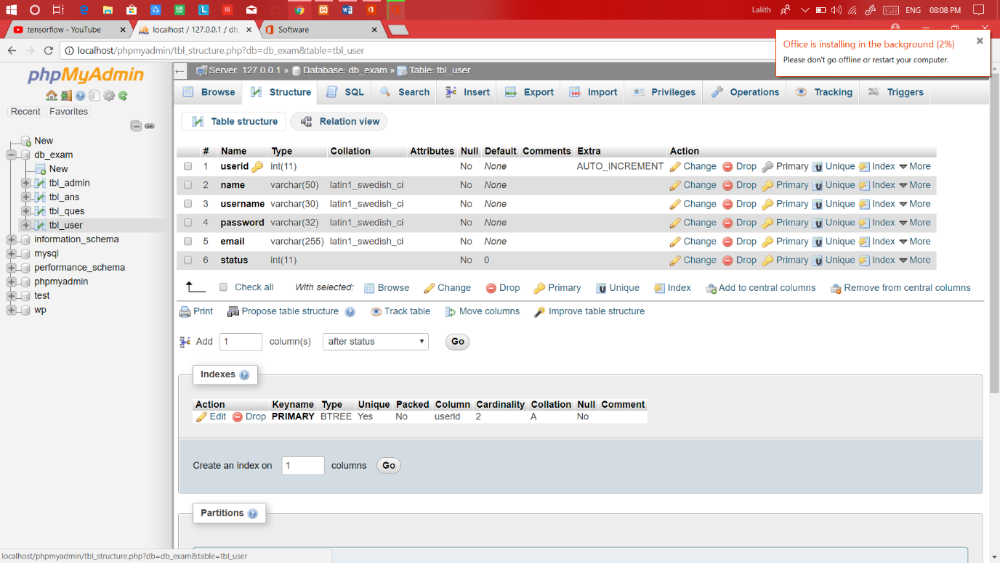 Lalith ENG 08:08 PM
tensorflow - YouTube localhost / 127.0.0.1 / db_ Software
localhost/phpmyadmin/tbl_structure.php?db=db_exam&table=tbl_user
Office is installing in the background (2%)
Please don't go offline or restart your computer.
phpMyAdmin
Recent Favorites
New
db_exam
New
tbl_admin
tbl_ans
tbl_ques
tbl_user
information_schema
mysql
performance_schema
phpmyadmin
test
wp
Server: 127.0.0.1 » Database: db_exam » Table: tbl_user
Browse Structure SQL Search Insert Export Import Privileges Operations Tracking Triggers
Table structure Relation view
# Name Type Collation Attributes Null Default Comments Extra Action
1 userid int(11) No None AUTO_INCREMENT Change Drop Primary Unique Index More
2 name varchar(50) latin1_swedish_ci No None Change Drop Primary Unique Index More
3 username varchar(30) latin1_swedish_ci No None Change Drop Primary Unique Index More
4 password varchar(32) latin1_swedish_ci No None Change Drop Primary Unique Index More
5 email varchar(255) latin1_swedish_ci No None Change Drop Primary Unique Index More
6 status int(11) No 0 Change Drop Primary Unique Index More
Check all With selected: Browse Change Drop Primary Unique Index Add to central columns Remove from central columns
Print Propose table structure Track table Move columns Improve table structure
Add 1 column(s) after status Go
Indexes
Action Keyname Type Unique Packed Column Cardinality Collation Null Comment
Edit Drop PRIMARY BTREE Yes No userid 2 A No
Create an index on 1 columns Go
Partitions
localhost/phpmyadmin/tbl_structure.php?db=db_exam&table=tbl_user